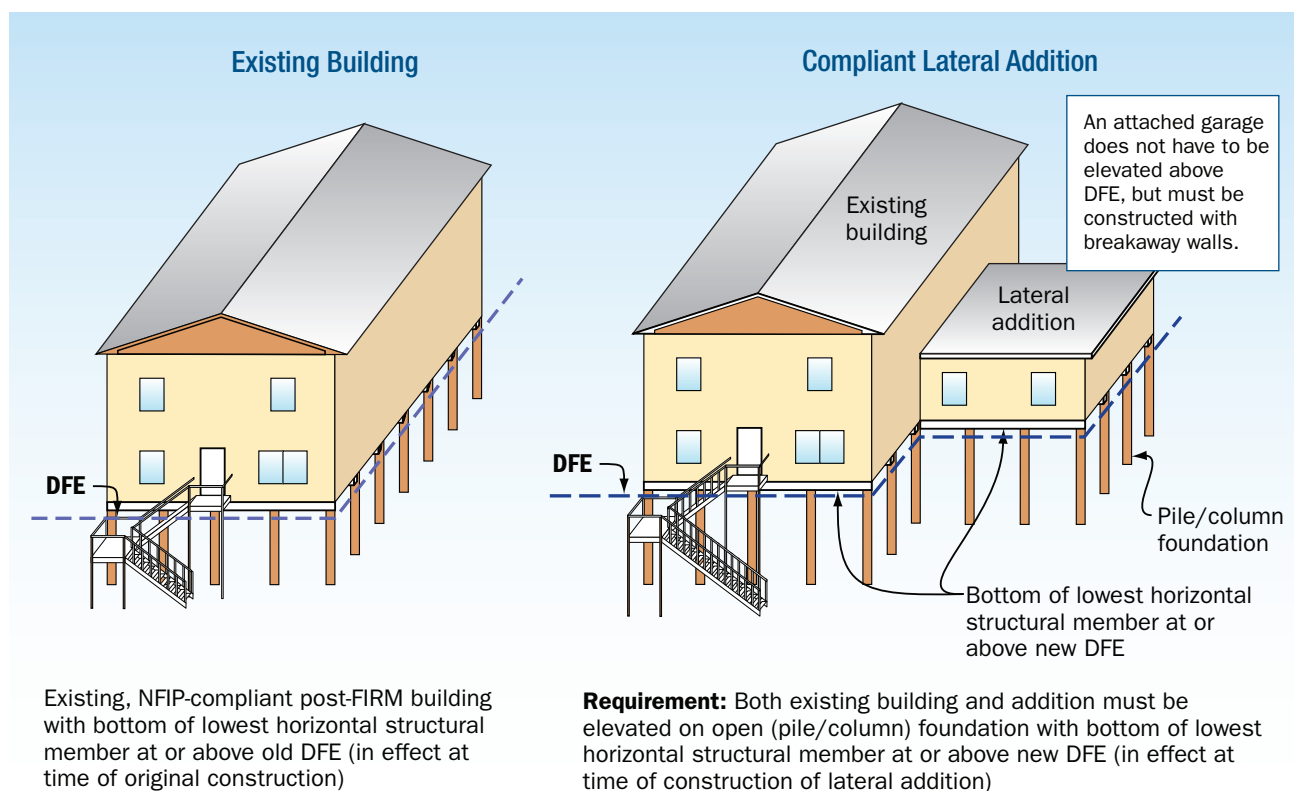 Existing Building
DFE
Existing, NFIP-compliant post-FIRM building
with bottom of lowest horizontal structural
member at or above old DFE (in effect at
time of original construction)
Compliant Lateral Addition
An attached garage
does not have to be
elevated above
DFE, but must be
constructed with
breakaway walls.
Existing
building
Lateral
addition
DFE
Pile/column
foundation
Bottom of lowest horizontal
structural member at or
above new DFE
Requirement: Both existing building and addition must be
elevated on open (pile/column) foundation with bottom of lowest
horizontal structural member at or above new DFE (in effect at
time of construction of lateral addition)